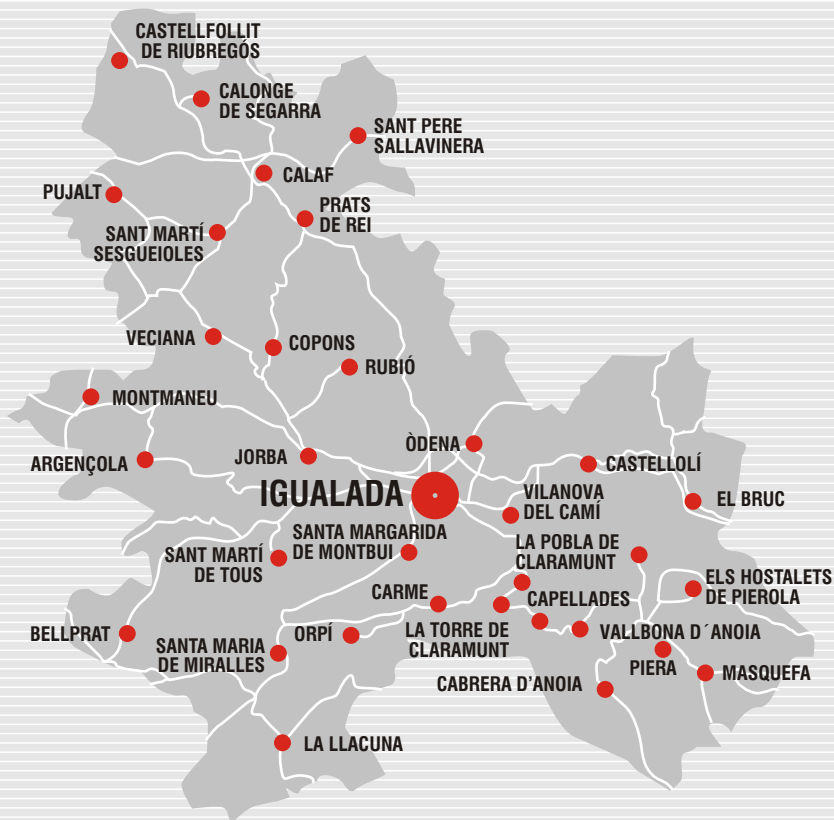 CASTELLFOLLIT
DE RIUBREGÓS
CALONGE
DE SEGARRA
SANT PERE
SALLAVINERA
CALAF
PUJALT
PRATS
DE REI
SANT MARTÍ
SESGUEIOLES
VECIANA
COPONS
RUBIÓ
MONTMANEU
ÒDENA
ARGENÇOLA
JORBA
CASTELLOLÍ
IGUALADA
VILANOVA
DEL CAMÍ
EL BRUC
SANTA MARGARIDA
DE MONTBUI
SANT MARTÍ
DE TOUS
LA POBLA DE
CLARAMUNT
ELS HOSTALETS
DE PIEROLA
CARME
CAPELLADES
BELLPRAT
ORPÍ
LA TORRE DE
CLARAMUNT
VALLBONA D´ANOIA
SANTA MARIA
DE MIRALLES
PIERA
MASQUEFA
CABRERA D'ANOIA
LA LLACUNA